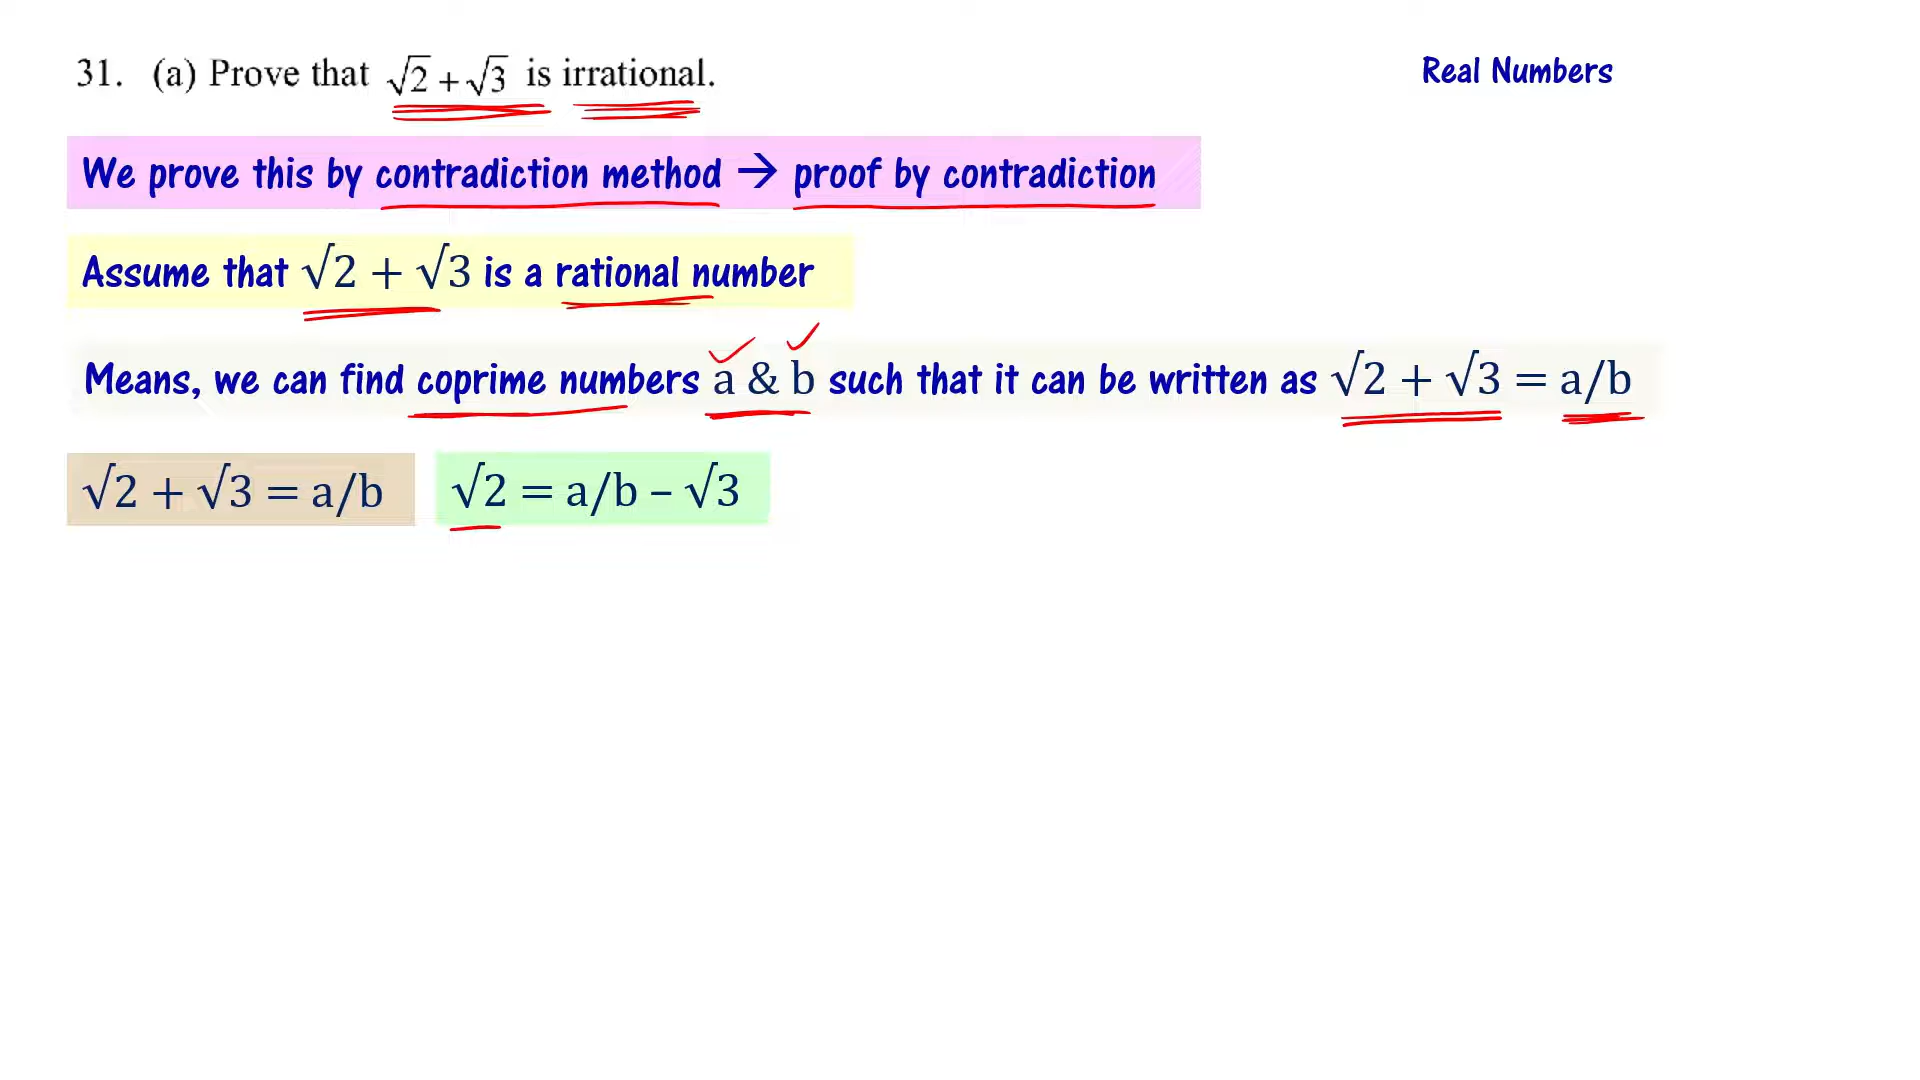 31. (a) Prove that √2 + √3 is irrational.
Real Numbers
We prove this by contradiction method → proof by contradiction
Assume that √2 + √3 is a rational number
Means, we can find coprime numbers a & b such that it can be written as √2 + √3 = a/b
√2 + √3 = a/b
√2 = a/b – √3